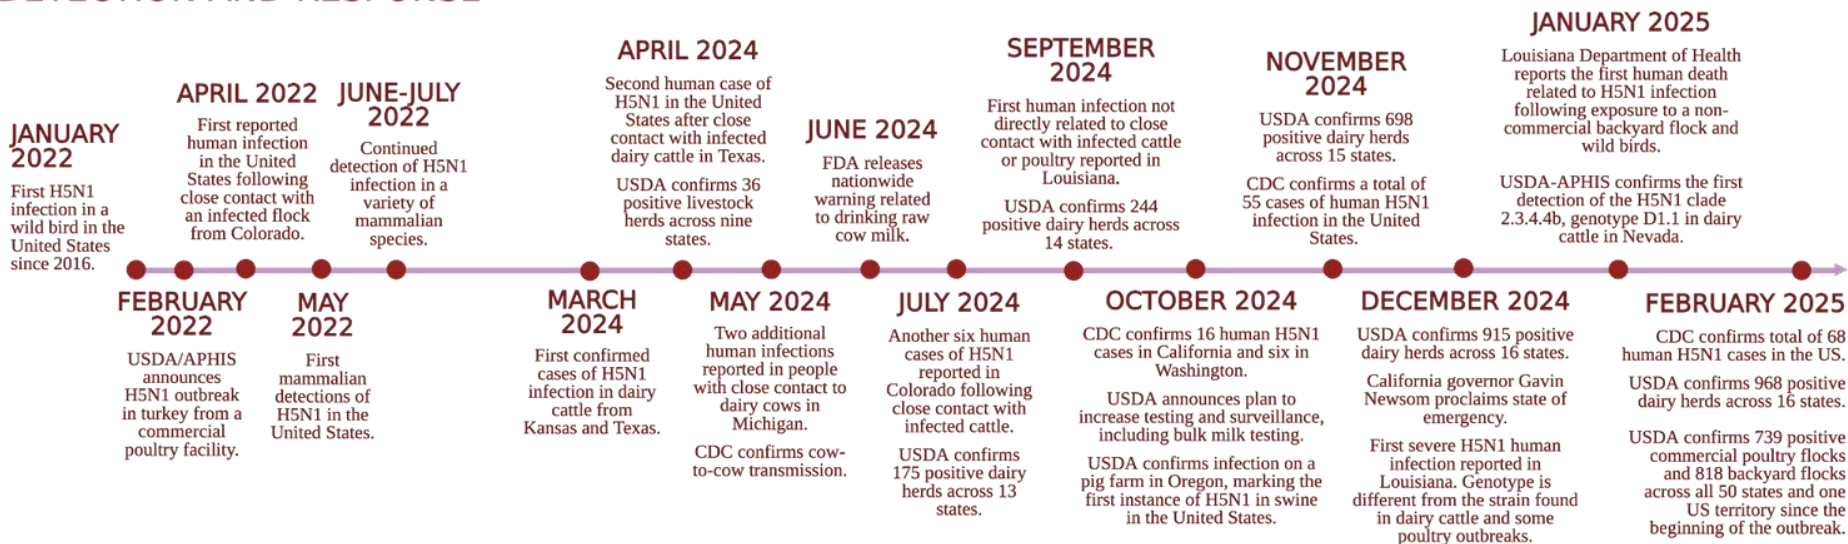 DETECTION AND RESPONSE
JANUARY
2022
First H5N1
infection in a
wild bird in the
United States
since 2016.
FEBRUARY
2022
USDA/APHIS
announces
H5N1 outbreak
in turkey from a
commercial
poultry facility.
APRIL 2022
First reported
human infection
in the United
States following
close contact with
an infected flock
from Colorado.
MAY
2022
First
mammalian
detections of
H5N1 in the
United States.
JUNE-JULY
2022
Continued
detection of H5N1
infection in a
variety of
mammalian
species.
MARCH
2024
First confirmed
cases of H5N1
infection in dairy
cattle from
Kansas and Texas.
APRIL 2024
Second human case of
H5N1 in the United
States after close
contact with infected
dairy cattle in Texas.
USDA confirms 36
positive livestock
herds across nine
states.
MAY 2024
Two additional
human infections
reported in people
with close contact to
dairy cows in
Michigan.
CDC confirms cow-
to-cow transmission.
JUNE 2024
FDA releases
nationwide
warning related
to drinking raw
cow milk.
JULY 2024
Another six human
cases of H5N1
reported in
Colorado following
close contact with
infected cattle.
USDA confirms
175 positive dairy
herds across 13
states.
SEPTEMBER
2024
First human infection not
directly related to close
contact with infected cattle
or poultry reported in
Louisiana.
USDA confirms 244
positive dairy herds across
14 states.
OCTOBER 2024
CDC confirms 16 human H5N1
cases in California and six in
Washington.
USDA announces plan to
increase testing and surveillance,
including bulk milk testing.
USDA confirms infection on a
pig farm in Oregon, marking the
first instance of H5N1 in swine
in the United States.
NOVEMBER
2024
USDA confirms 698
positive dairy herds
across 15 states.
CDC confirms a total of
55 cases of human H5N1
infection in the United
States.
DECEMBER 2024
USDA confirms 915 positive
dairy herds across 16 states.
California governor Gavin
Newsom proclaims state of
emergency.
First severe H5N1 human
infection reported in
Louisiana. Genotype is
different from the strain found
in dairy cattle and some
poultry outbreaks.
JANUARY 2025
Louisiana Department of Health
reports the first human death
related to H5N1 infection
following exposure to a non-
commercial backyard flock and
wild birds.
USDA-APHIS confirms the first
detection of the H5N1 clade
2.3.4.4b, genotype D1.1 in dairy
cattle in Nevada.
FEBRUARY 2025
CDC confirms total of 68
human H5N1 cases in the US.
USDA confirms 968 positive
dairy herds across 16 states.
USDA confirms 739 positive
commercial poultry flocks
and 818 backyard flocks
across all 50 states and one
US territory since the
beginning of the outbreak.